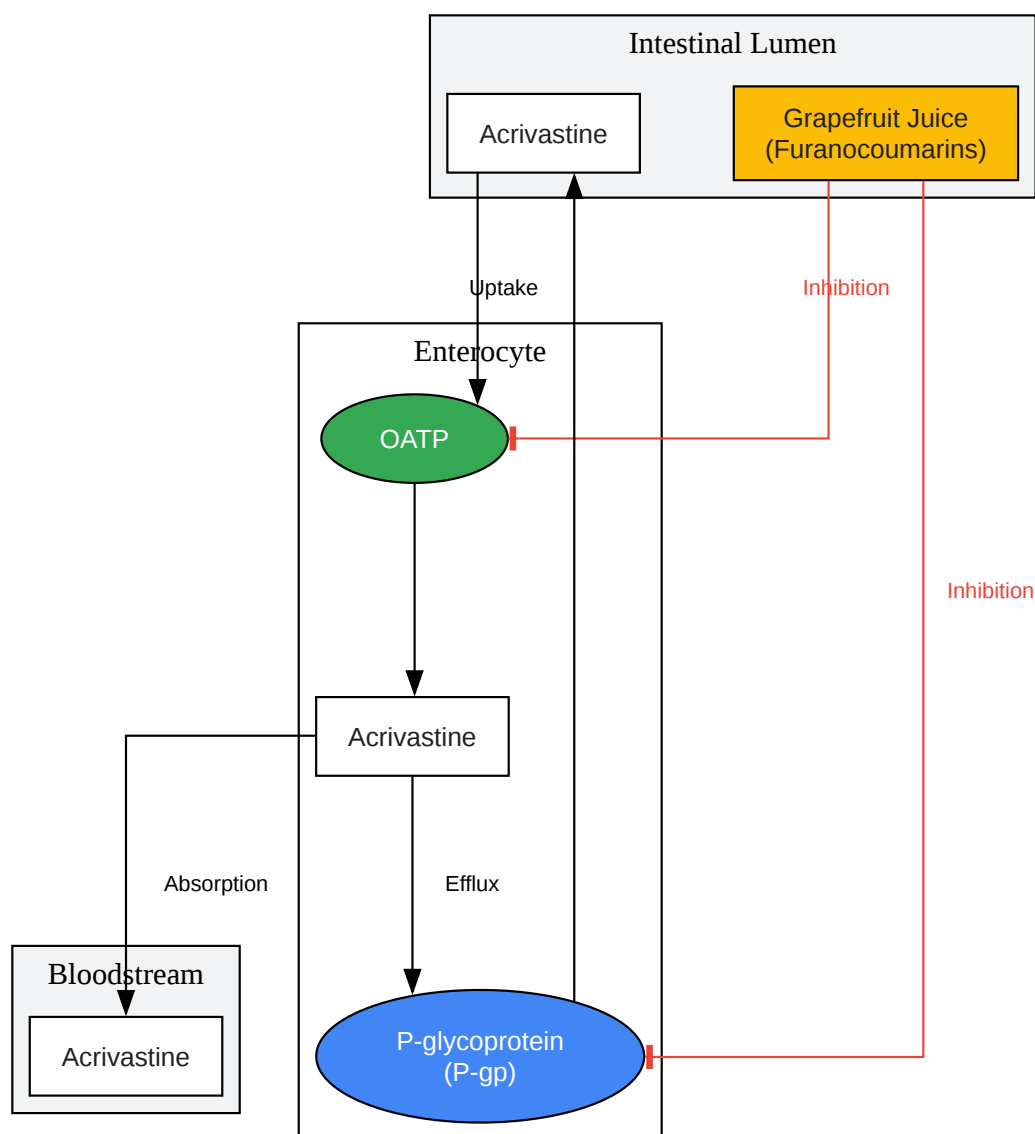 Intestinal Lumen
Acrivastine
Grapefruit Juice
(Furanocoumarins)
Uptake
Inhibition
Enterocyte
OATP
Inhibition
Acrivastine
Absorption
Efflux
Bloodstream
Acrivastine
P-glycoprotein
(P-gp)